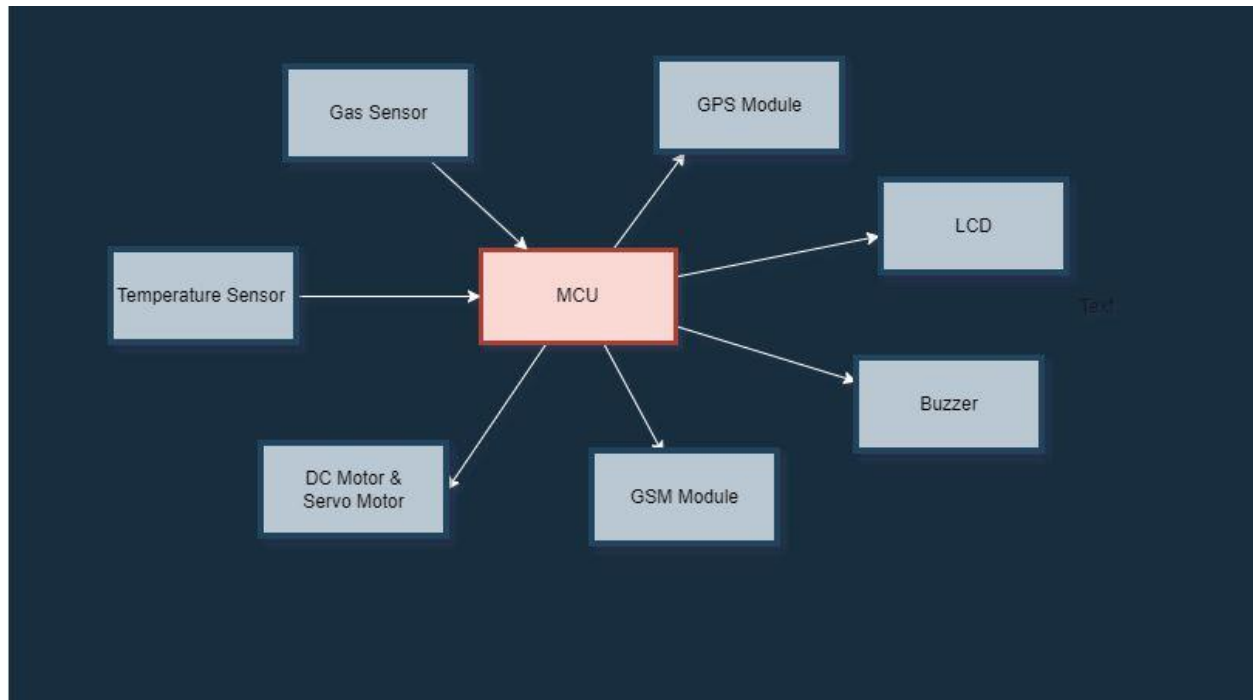 Gas Sensor
GPS Module
LCD
Temperature Sensor
MCU
Text
Buzzer
DC Motor &
Servo Motor
GSM Module